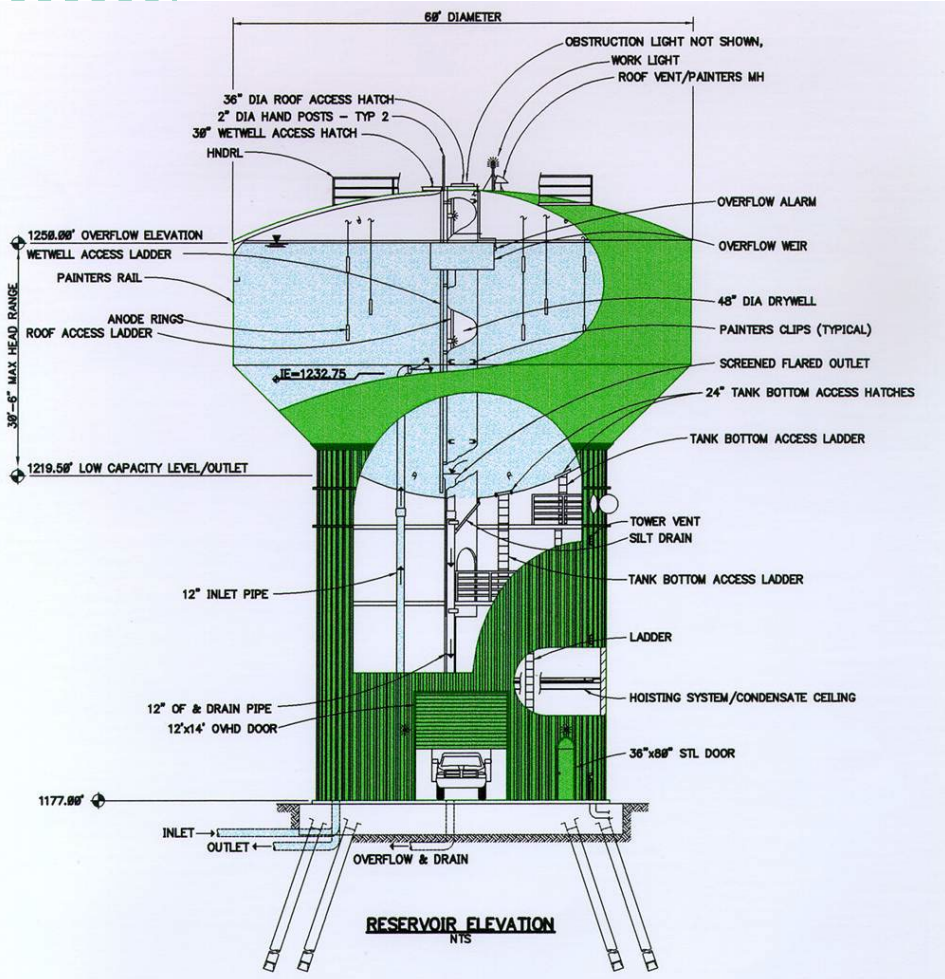 60' DIAMETER
OBSTRUCTION LIGHT NOT SHOWN,
WORK LIGHT
ROOF VENT/PAINTERS MH
36" DIA ROOF ACCESS HATCH
2" DIA HAND POSTS - TYP 2
30" WETWELL ACCESS HATCH
HNDRL
OVERFLOW ALARM
1250.00' OVERFLOW ELEVATION
OVERFLOW WEIR
WETWELL ACCESS LADDER
PAINTERS RAIL
48" DIA DRYWELL
ANODE RINGS
ROOF ACCESS LADDER
PAINTERS CLIPS (TYPICAL)
30'-6" MAX HEAD RANGE
SCREENED FLARED OUTLET
IE=1232.75
24" TANK BOTTOM ACCESS HATCHES
TANK BOTTOM ACCESS LADDER
1219.50' LOW CAPACITY LEVEL/OUTLET
TOWER VENT
SILT DRAIN
TANK BOTTOM ACCESS LADDER
12" INLET PIPE
LADDER
HOISTING SYSTEM/CONDENSATE CEILING
12" OF & DRAIN PIPE
12'x14' OVHD DOOR
36"x80" STL DOOR
1177.00'
INLET
OUTLET
OVERFLOW & DRAIN
RESERVOIR ELEVATION
NTS